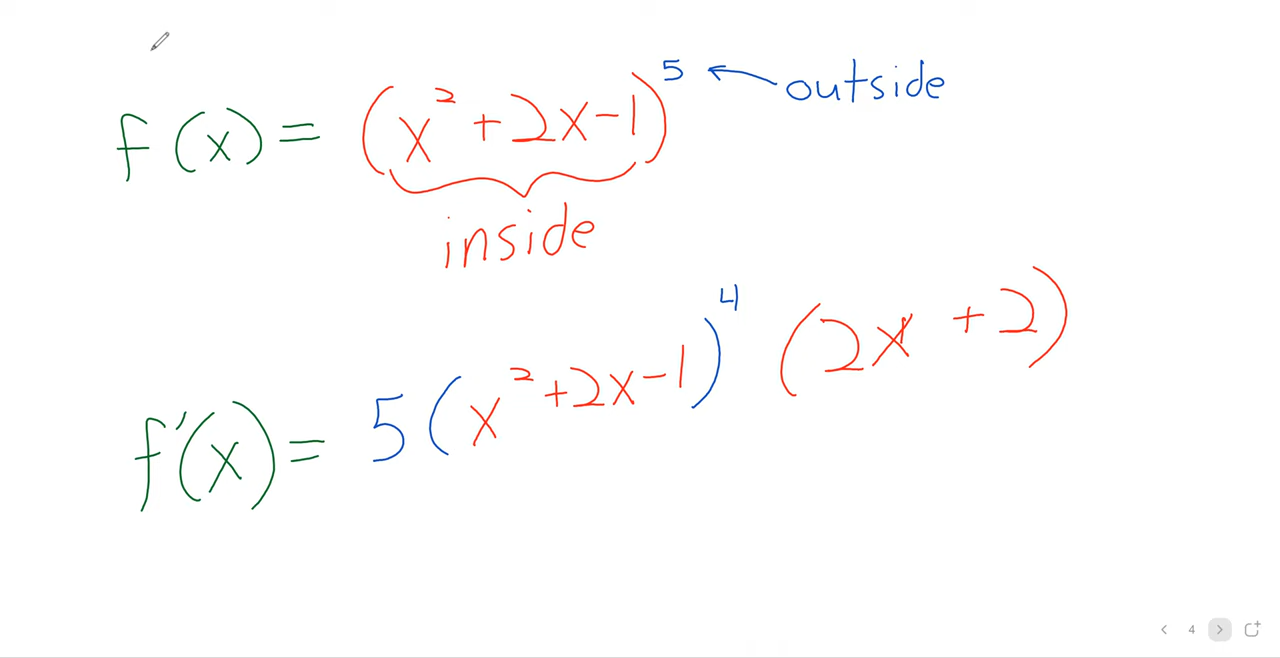 f(x) = (x² + 2x - 1)⁵ ← outside
inside
f'(x) = 5(x² + 2x - 1)⁴ (2x + 2)
4